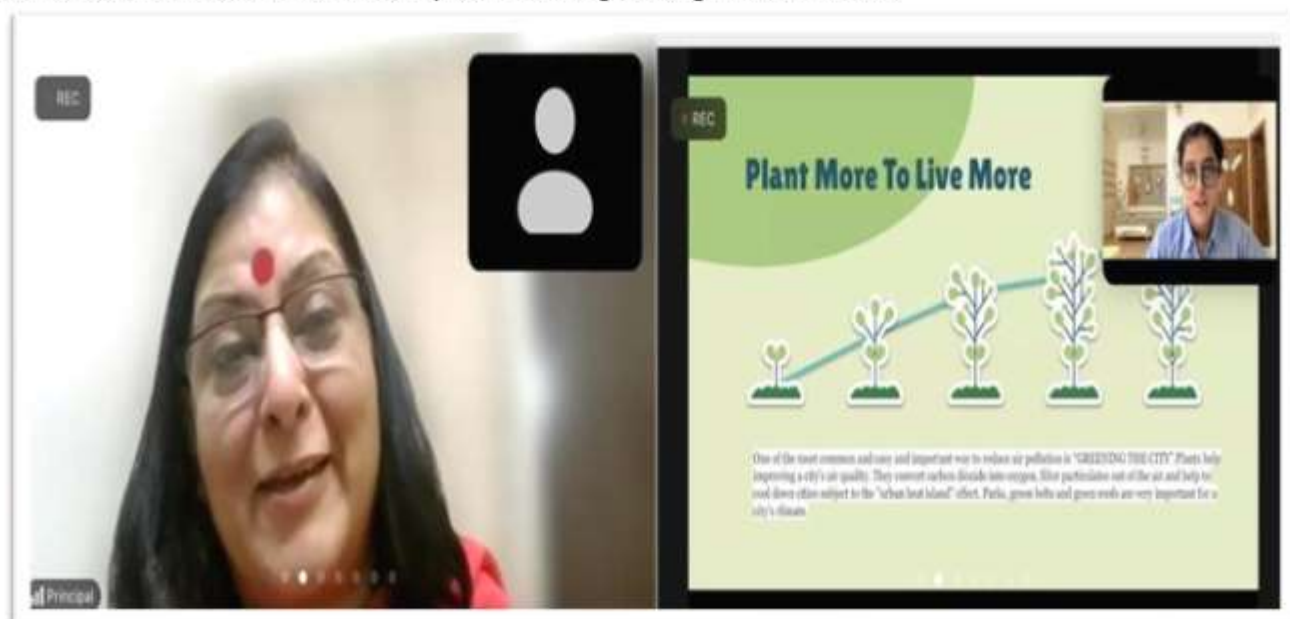 REC
Principal
REC
Plant More To Live More
One of the most common and easy and important way to reduce air pollution is "GREENING THE CITY". Plants help
improving a city's air quality. They convert carbon dioxide into oxygen, filter particulates out of the air and help to
cool down cities subject to the "urban heat island" effect. Parks, green belts and green roofs are very important for a
city's climate